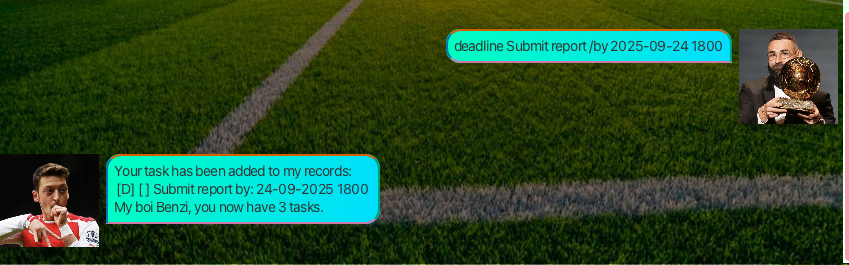 deadline Submit report /by 2025-09-24 1800
Your task has been added to my records:
[D] [ ] Submit report by: 24-09-2025 1800
My boi Benzi, you now have 3 tasks.